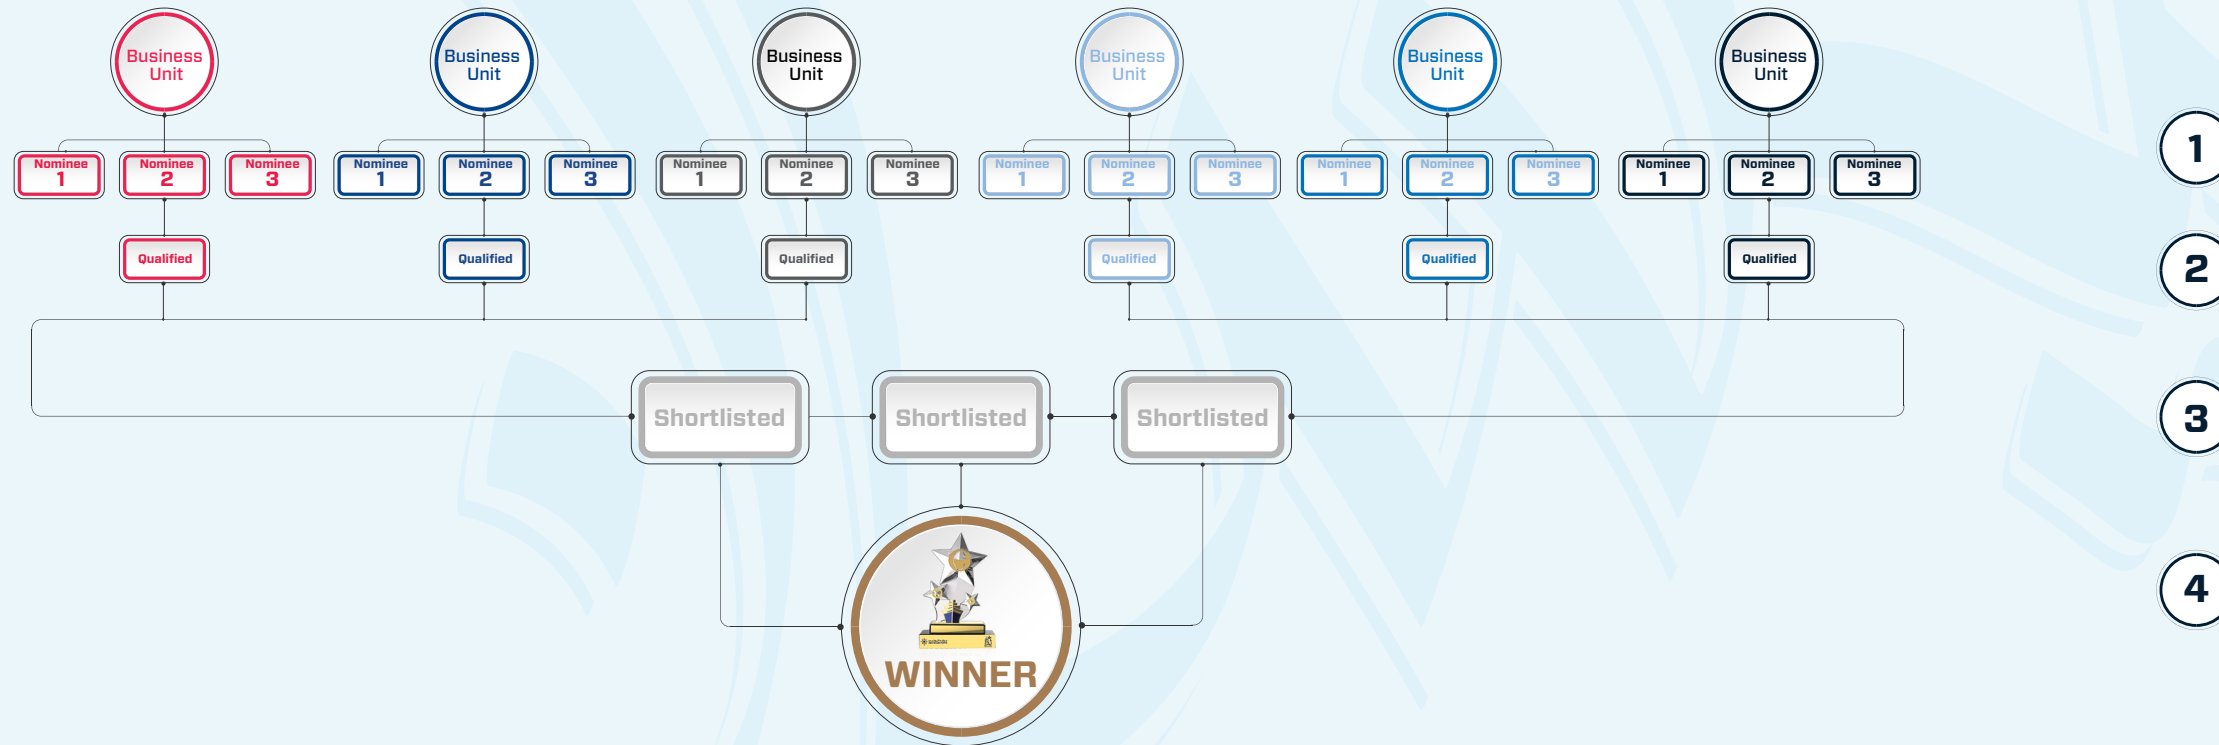 Business
Unit
Business
Unit
Business
Unit
Business
Unit
Business
Unit
Business
Unit
1
Nominee
1
Nominee
2
Nominee
3
Nominee
1
Nominee
2
Nominee
3
Nominee
1
Nominee
2
Nominee
3
Nominee
1
Nominee
2
Nominee
3
Nominee
1
Nominee
2
Nominee
3
Nominee
1
Nominee
2
Nominee
3
Qualified
Qualified
Qualified
Qualified
Qualified
Qualified
2
Shortlisted
Shortlisted
Shortlisted
3
4
WINNER